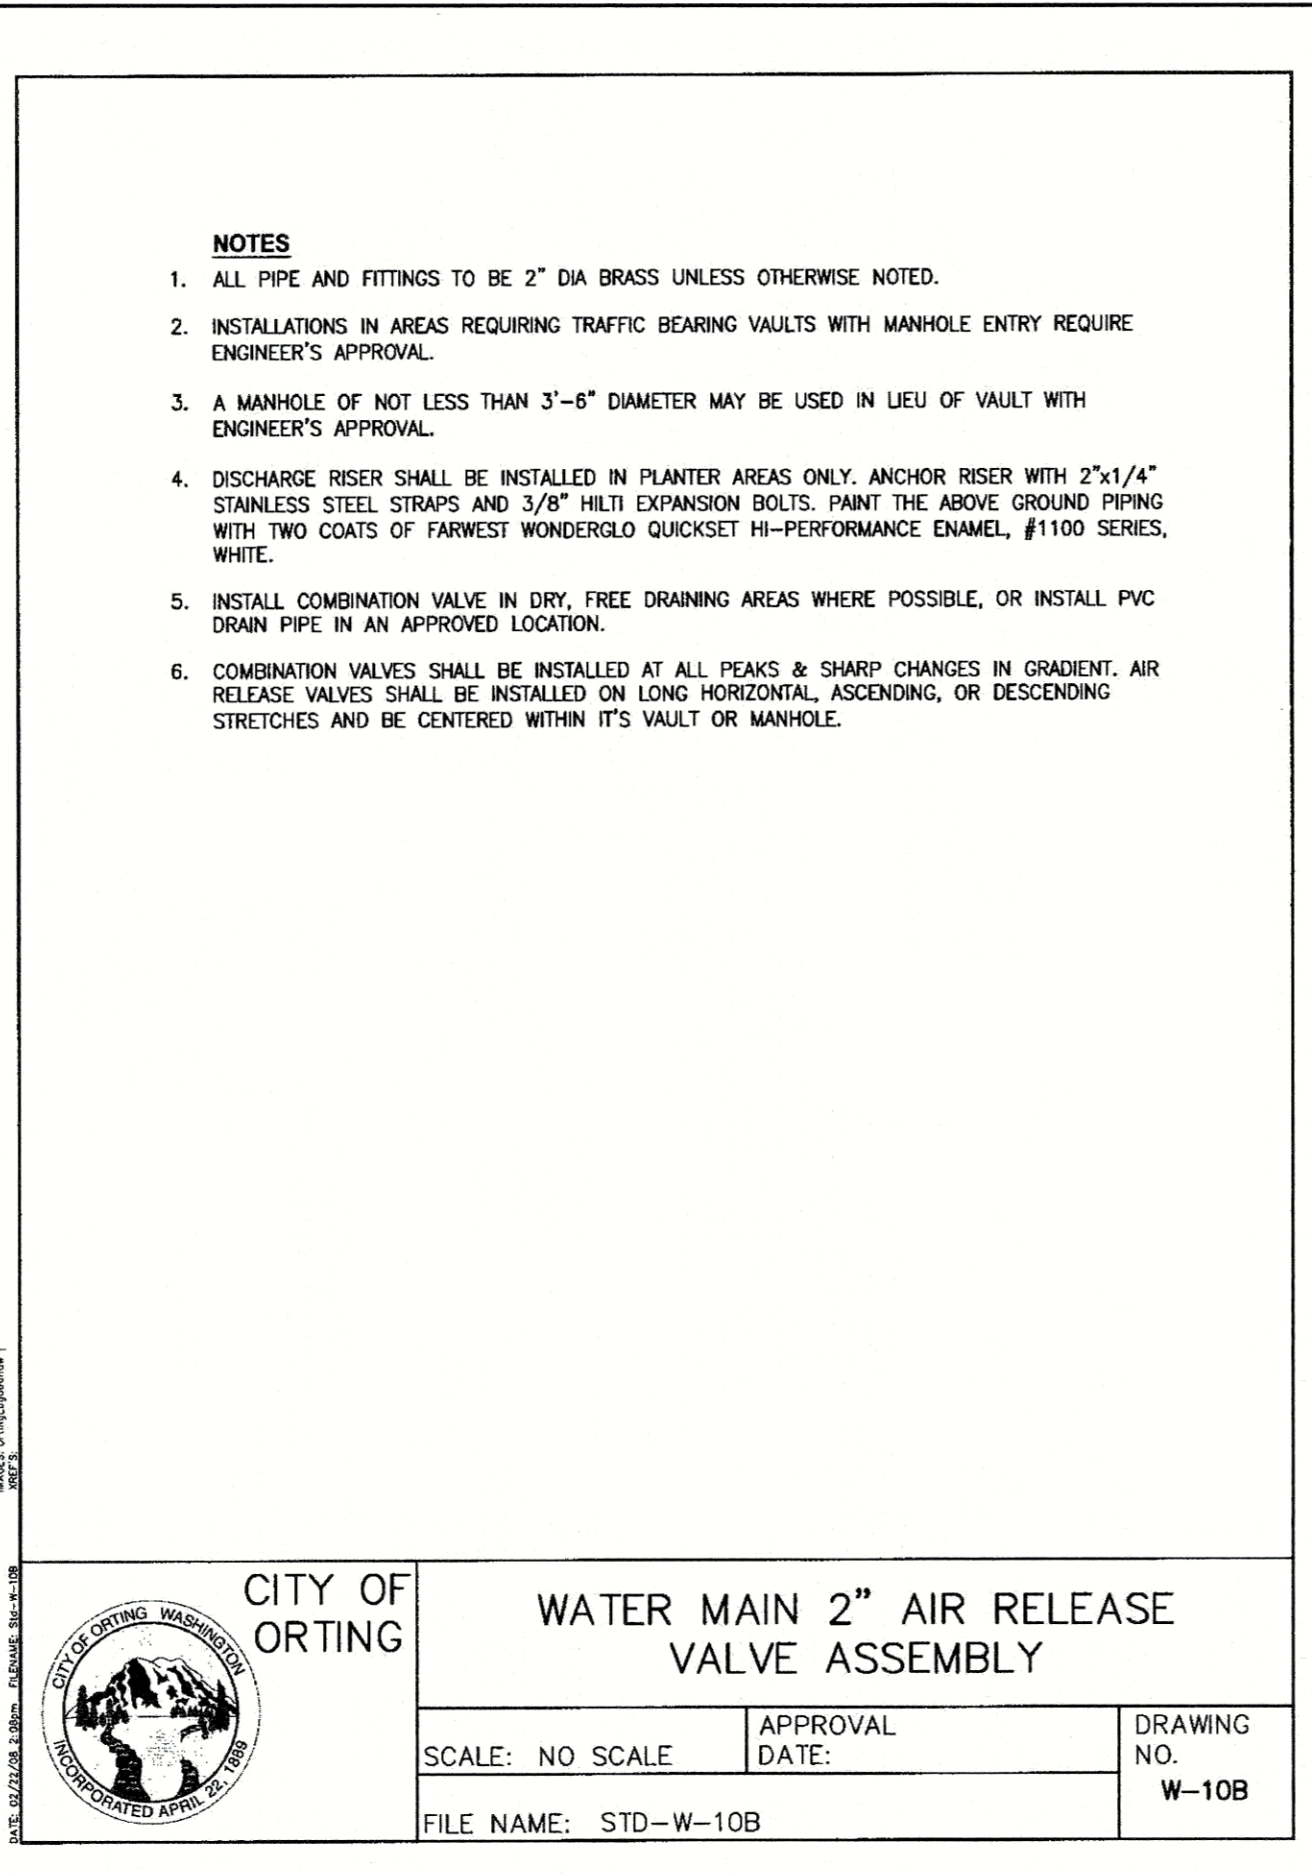 NOTES
1. ALL PIPE AND FITTINGS TO BE 2" DIA BRASS UNLESS OTHERWISE NOTED.
2. INSTALLATIONS IN AREAS REQUIRING TRAFFIC BEARING VAULTS WITH MANHOLE ENTRY REQUIRE
ENGINEER'S APPROVAL.
3. A MANHOLE OF NOT LESS THAN 3'-6" DIAMETER MAY BE USED IN LIEU OF VAULT WITH
ENGINEER'S APPROVAL.
4. DISCHARGE RISER SHALL BE INSTALLED IN PLANTER AREAS ONLY. ANCHOR RISER WITH 2"x1/4"
STAINLESS STEEL STRAPS AND 3/8" HILTI EXPANSION BOLTS. PAINT THE ABOVE GROUND PIPING
WITH TWO COATS OF FARWEST WONDERGLO QUICKSET HI-PERFORMANCE ENAMEL, #1100 SERIES,
WHITE.
5. INSTALL COMBINATION VALVE IN DRY, FREE DRAINING AREAS WHERE POSSIBLE, OR INSTALL PVC
DRAIN PIPE IN AN APPROVED LOCATION.
6. COMBINATION VALVES SHALL BE INSTALLED AT ALL PEAKS & SHARP CHANGES IN GRADIENT. AIR
RELEASE VALVES SHALL BE INSTALLED ON LONG HORIZONTAL, ASCENDING, OR DESCENDING
STRETCHES AND BE CENTERED WITHIN IT'S VAULT OR MANHOLE.
XREF'S:
DATE: 02/22/08 2:08pm FILENAME: Std-W-10B
CITY OF
ORTING
CITY OF ORTING WASHINGTON
INCORPORATED APRIL 22, 1889
WATER MAIN 2" AIR RELEASE
VALVE ASSEMBLY
SCALE: NO SCALE
APPROVAL
DATE:
DRAWING
NO.
W-10B
FILE NAME: STD-W-10B